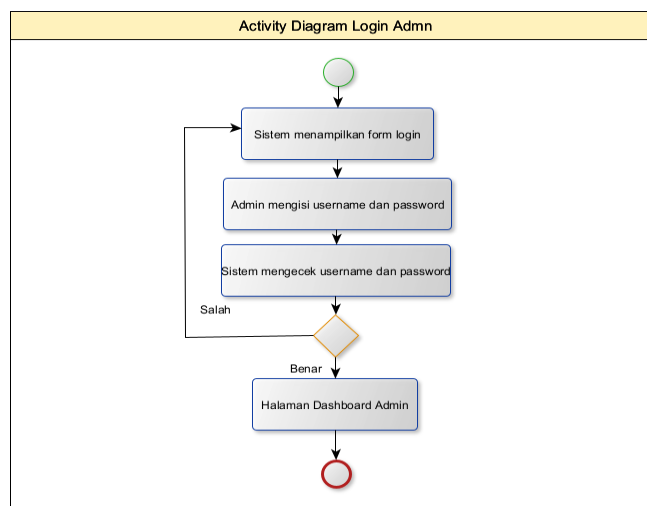 Activity Diagram Login Admn
Sistem menampilkan form login
Admin mengisi username dan password
Sistem mengecek username dan password
Salah
Benar
Halaman Dashboard Admin